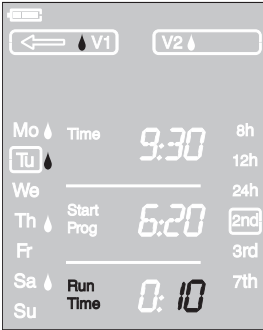 V1 V2
Mo Time 9:30 8h
Tu 12h
We 24h
Th Start Prog 6:20 2nd
Fr 3rd
Sa Run Time 0:10 7th
Su